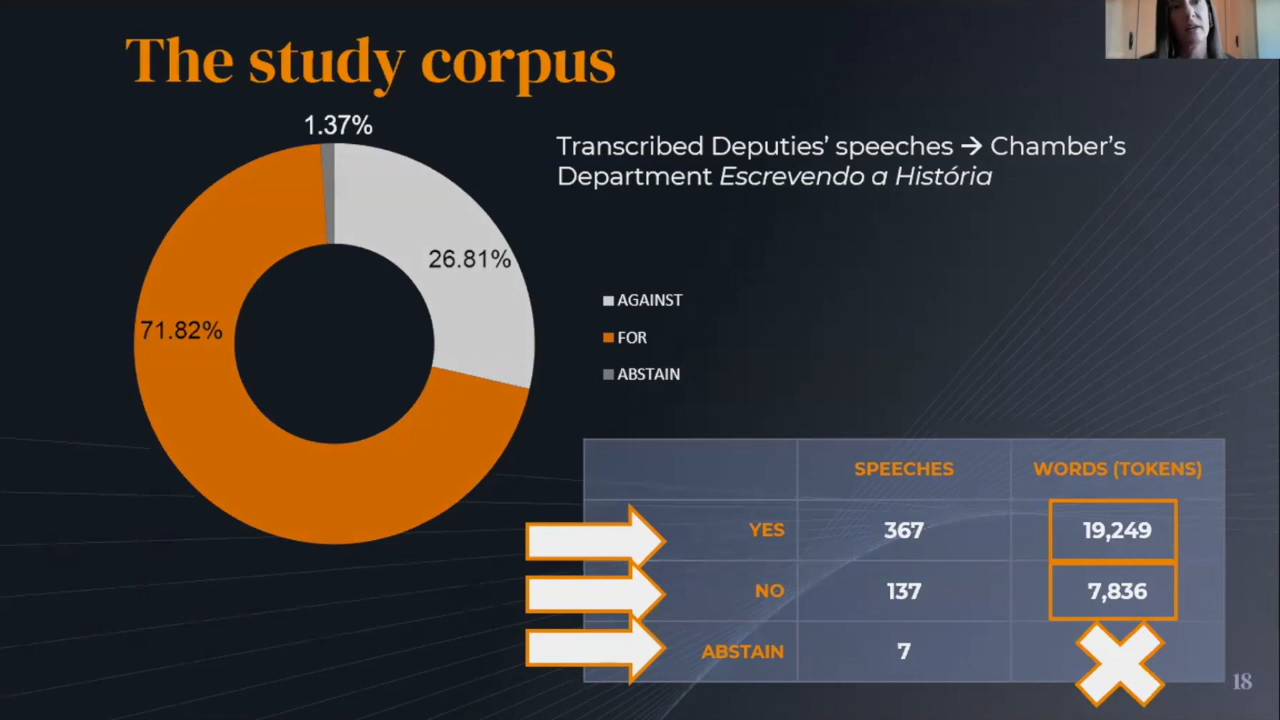 The study corpus
1.37%
26.81%
71.82%
Transcribed Deputies' speeches → Chamber's
Department Escrevendo a História
AGAINST
FOR
ABSTAIN
SPEECHES WORDS (TOKENS)
YES 367 19,249
NO 137 7,836
ABSTAIN 7
18